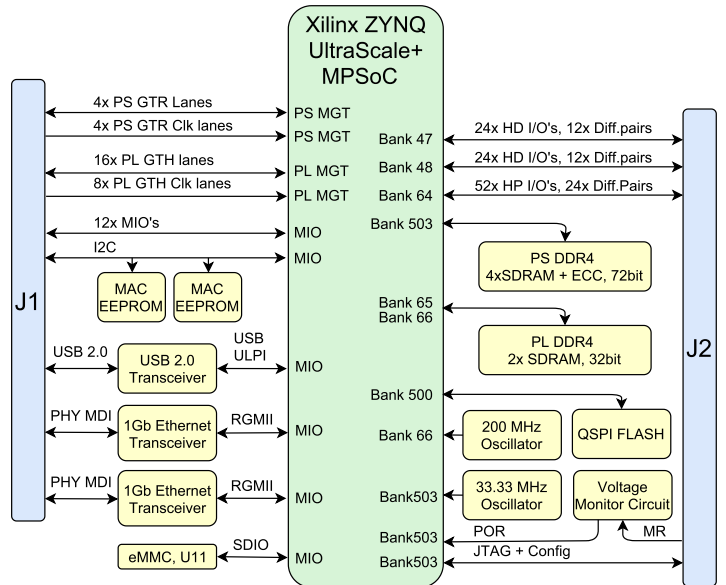 Xilinx ZYNQ
UltraScale+
MPSoC
J1
4x PS GTR Lanes
PS MGT
4x PS GTR Clk lanes
PS MGT
16x PL GTH lanes
PL MGT
8x PL GTH Clk lanes
PL MGT
12x MIO's
MIO
I2C
MIO
MAC
EEPROM
MAC
EEPROM
USB 2.0
USB 2.0
Transceiver
USB
ULPI
MIO
PHY MDI
1Gb Ethernet
Transceiver
RGMII
MIO
PHY MDI
1Gb Ethernet
Transceiver
RGMII
MIO
eMMC, U11
SDIO
MIO
Bank 47
24x HD I/O's, 12x Diff.pairs
Bank 48
24x HD I/O's, 12x Diff.pairs
Bank 64
52x HP I/O's, 24x Diff.Pairs
Bank 503
PS DDR4
4xSDRAM + ECC, 72bit
Bank 65
Bank 66
PL DDR4
2x SDRAM, 32bit
J2
Bank 500
QSPI FLASH
Bank 66
200 MHz
Oscillator
Bank503
33.33 MHz
Oscillator
Voltage
Monitor Circuit
Bank503
POR
MR
Bank503
JTAG + Config